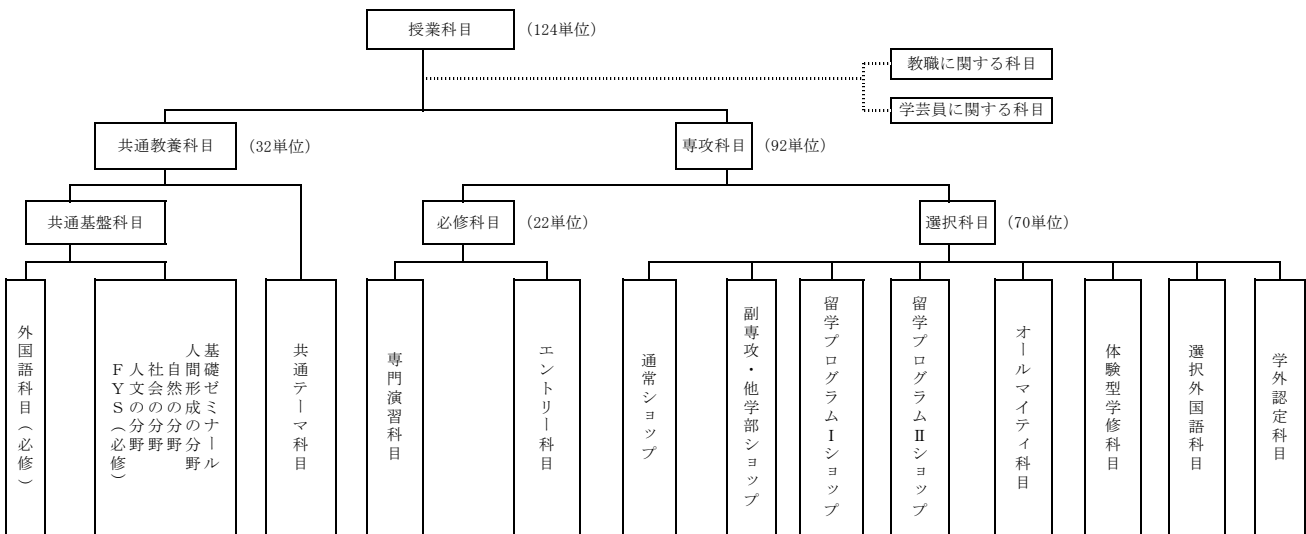 授業科目
(124単位)
教職に関する科目
学芸員に関する科目
共通教養科目
(32単位)
専攻科目
(92単位)
共通基盤科目
必修科目
(22単位)
選択科目
(70単位)
外国語科目(必修)
基礎ゼミナール
人間形成の分野
自然の分野
社会の分野
人文の分野
FYS(必修)
共通テーマ科目
専門演習科目
エントリー科目
通常ショップ
副専攻・他学部ショップ
留学プログラムⅠショップ
留学プログラムⅡショップ
オールマイティ科目
体験型学修科目
選択外国語科目
学外認定科目